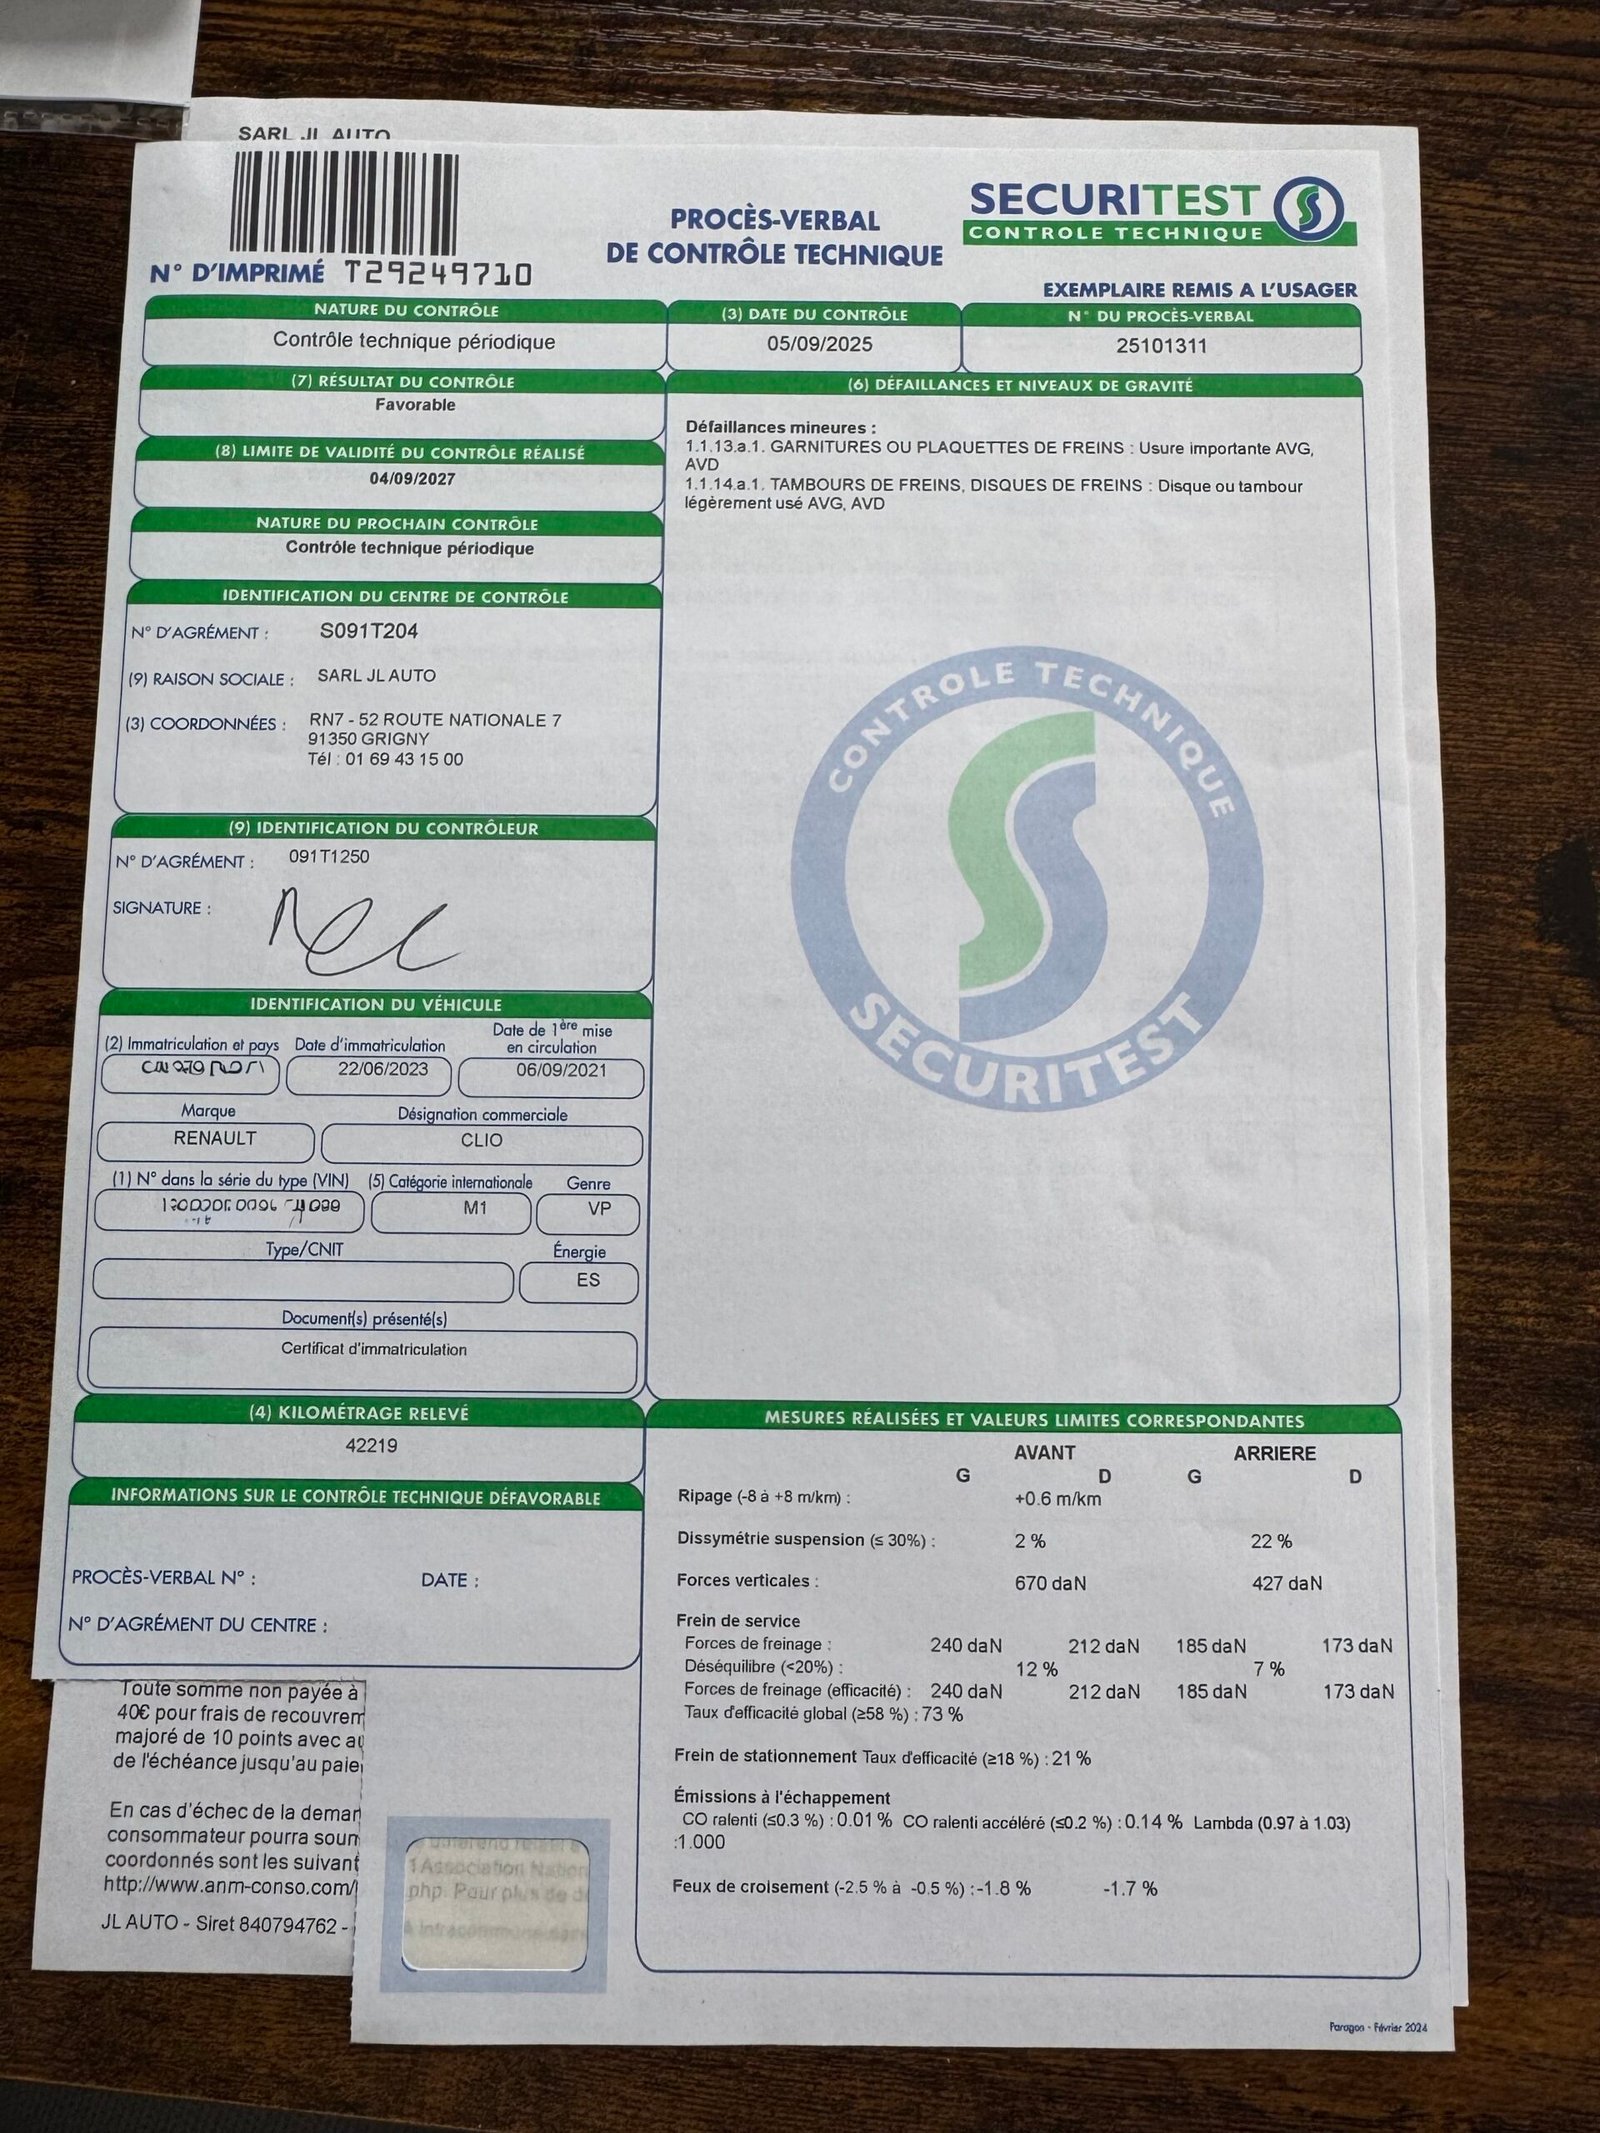 SARL JL AUTO
N° D'IMPRIMÉ T29249710
PROCÈS-VERBAL
DE CONTRÔLE TECHNIQUE
SECURITEST
CONTROLE TECHNIQUE
EXEMPLAIRE REMIS A L'USAGER
NATURE DU CONTRÔLE
Contrôle technique périodique
(3) DATE DU CONTRÔLE
05/09/2025
N° DU PROCÈS-VERBAL
25101311
(7) RÉSULTAT DU CONTRÔLE
Favorable
(8) LIMITE DE VALIDITÉ DU CONTRÔLE RÉALISÉ
04/09/2027
NATURE DU PROCHAIN CONTRÔLE
Contrôle technique périodique
IDENTIFICATION DU CENTRE DE CONTRÔLE
N° D'AGRÉMENT : S091T204
(9) RAISON SOCIALE : SARL JL AUTO
(3) COORDONNÉES : RN7 - 52 ROUTE NATIONALE 7
91350 GRIGNY
Tél : 01 69 43 15 00
(9) IDENTIFICATION DU CONTRÔLEUR
N° D'AGRÉMENT : 091T1250
SIGNATURE :
IDENTIFICATION DU VÉHICULE
(2) Immatriculation et pays
Date d'immatriculation
22/06/2023
Date de 1ère mise
en circulation
06/09/2021
Marque
RENAULT
Désignation commerciale
CLIO
(1) N° dans la série du type (VIN)
(5) Catégorie internationale
M1
Genre
VP
Type/CNIT
Énergie
ES
Document(s) présenté(s)
Certificat d'immatriculation
(4) KILOMÉTRAGE RELEVÉ
42219
INFORMATIONS SUR LE CONTRÔLE TECHNIQUE DÉFAVORABLE
PROCÈS-VERBAL N° : DATE :
N° D'AGRÉMENT DU CENTRE :
(6) DÉFAILLANCES ET NIVEAUX DE GRAVITÉ
Défaillances mineures :
1.1.13.a.1. GARNITURES OU PLAQUETTES DE FREINS : Usure importante AVG,
AVD
1.1.14.a.1. TAMBOURS DE FREINS, DISQUES DE FREINS : Disque ou tambour
légèrement usé AVG, AVD
CONTROLE TECHNIQUE
SECURITEST
MESURES RÉALISÉES ET VALEURS LIMITES CORRESPONDANTES
AVANT ARRIERE
G D G D
Ripage (-8 à +8 m/km) : +0.6 m/km
Dissymétrie suspension (≤ 30%) : 2 % 22 %
Forces verticales : 670 daN 427 daN
Frein de service
Forces de freinage : 240 daN 212 daN 185 daN 173 daN
Déséquilibre (<20%) : 12 % 7 %
Forces de freinage (efficacité) : 240 daN 212 daN 185 daN 173 daN
Taux d'efficacité global (≥58 %) : 73 %
Frein de stationnement Taux d'efficacité (≥18 %) : 21 %
Émissions à l'échappement
CO ralenti (≤0.3 %) : 0.01 % CO ralenti accéléré (≤0.2 %) : 0.14 % Lambda (0.97 à 1.03)
:1.000
Feux de croisement (-2.5 % à -0.5 %) :-1.8 % -1.7 %
Paragon - Février 2024
Toute somme non payée à
40€ pour frais de recouvrem
majoré de 10 points avec au
de l'échéance jusqu'au paie
En cas d'échec de la deman
consommateur pourra soum
coordonnés sont les suivant
http://www.anm-conso.com/
JL AUTO - Siret 840794762 -
l'Association Nation
php. Pour plus de d